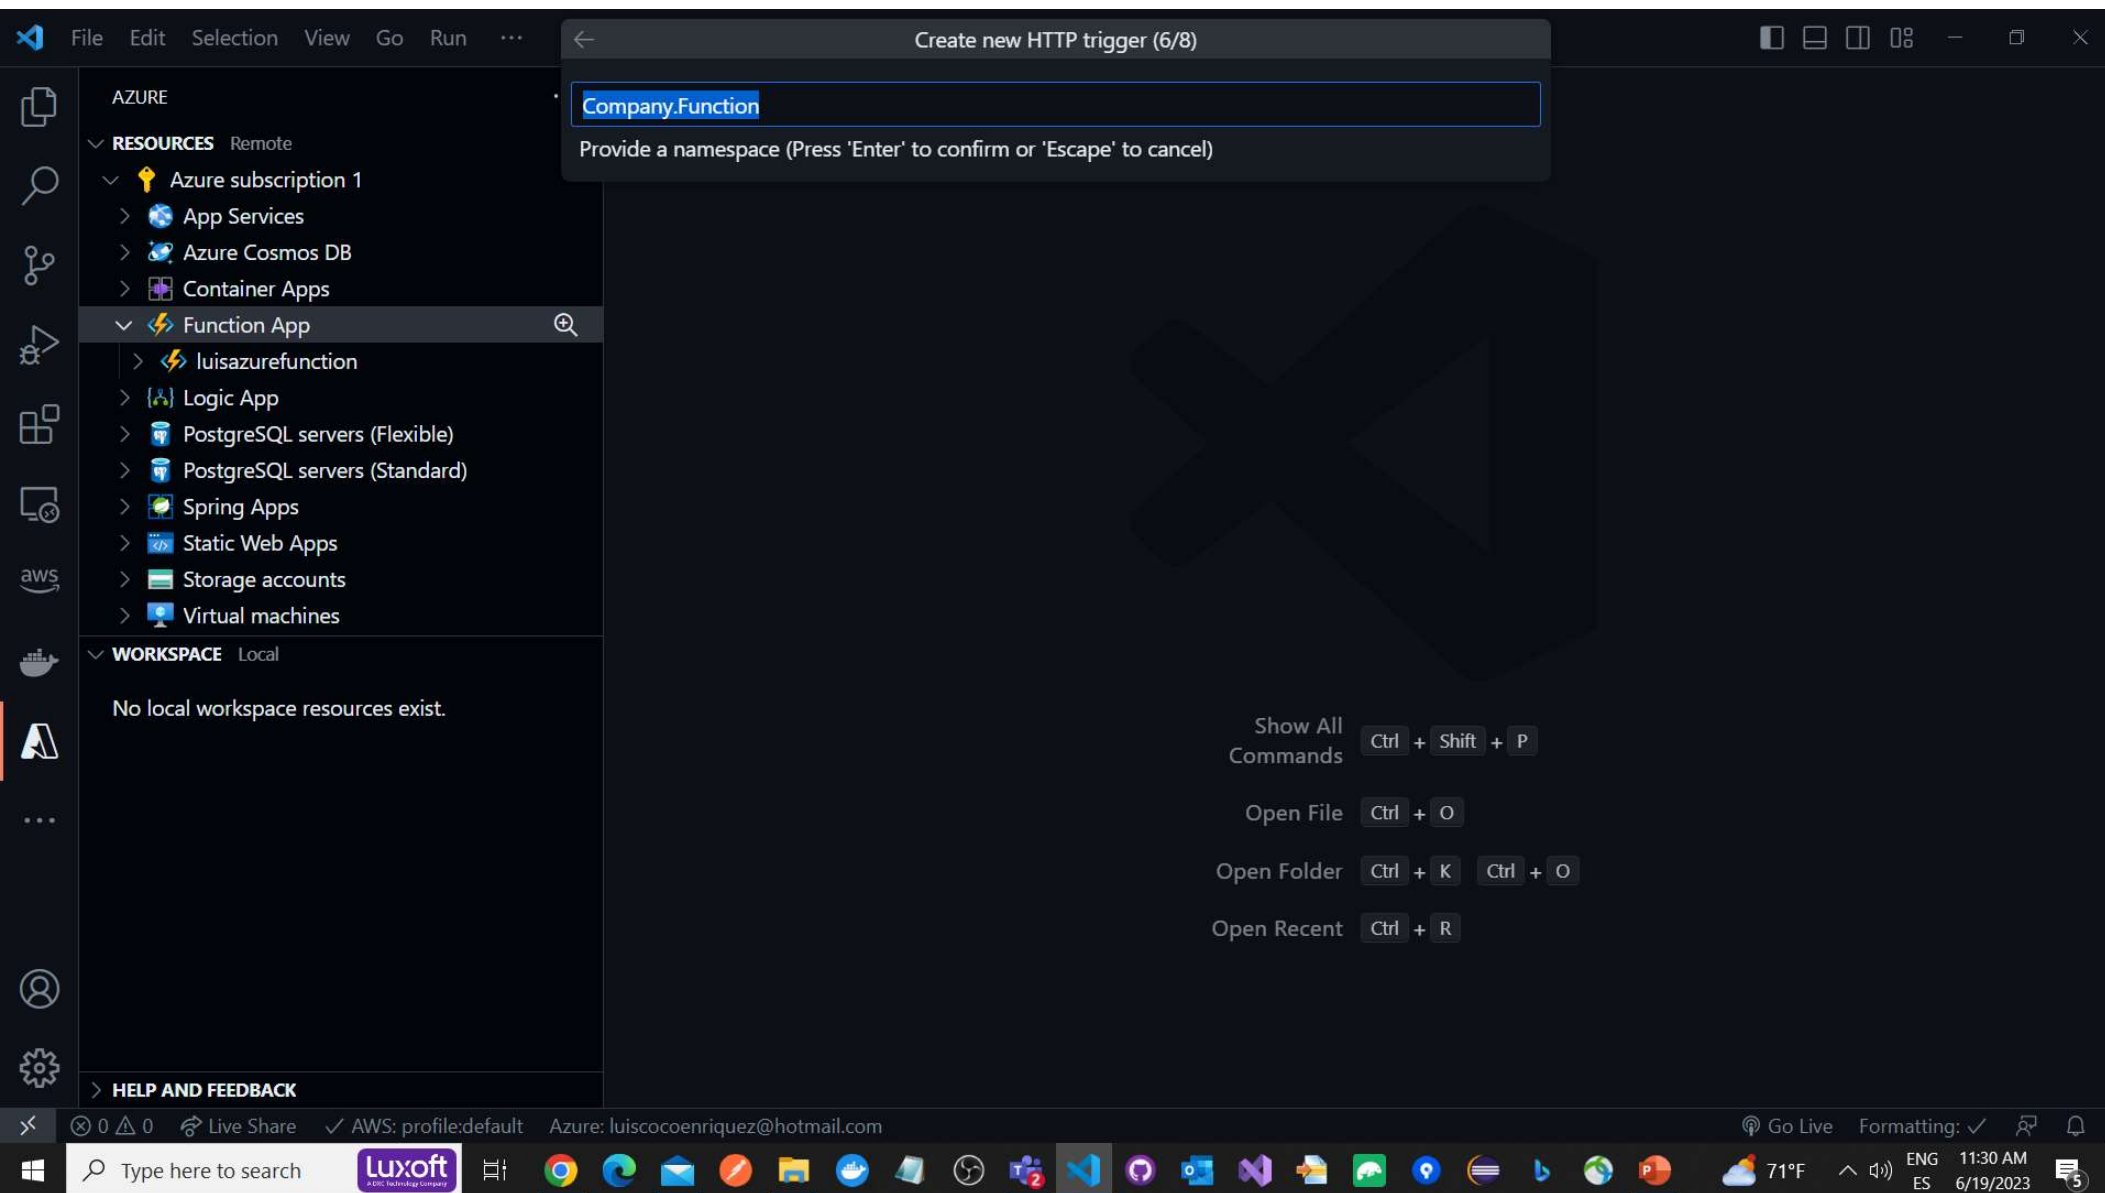 File Edit Selection View Go Run ···
Create new HTTP trigger (6/8)
Company.Function
Provide a namespace (Press 'Enter' to confirm or 'Escape' to cancel)
AZURE
RESOURCES Remote
Azure subscription 1
App Services
Azure Cosmos DB
Container Apps
Function App
luisazurefunction
Logic App
PostgreSQL servers (Flexible)
PostgreSQL servers (Standard)
Spring Apps
Static Web Apps
Storage accounts
Virtual machines
WORKSPACE Local
No local workspace resources exist.
aws
Show All
Commands Ctrl + Shift + P
Open File Ctrl + O
Open Folder Ctrl + K Ctrl + O
Open Recent Ctrl + R
HELP AND FEEDBACK
0 0 Live Share AWS: profile:default Azure: luiscocoenriquez@hotmail.com Go Live Formatting: ✓
Type here to search
Luxoft
A DXC Technology Company
2
71°F
ENG
ES
11:30 AM
6/19/2023
5